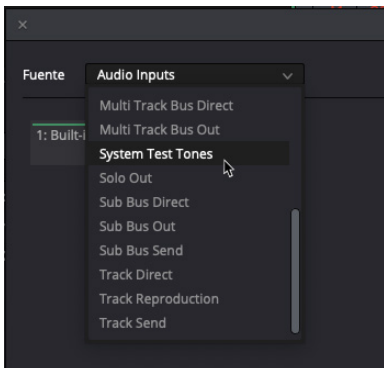 Fuente Audio Inputs
Multi Track Bus Direct
1: Built-i Multi Track Bus Out
System Test Tones
Solo Out
Sub Bus Direct
Sub Bus Out
Sub Bus Send
Track Direct
Track Reproduction
Track Send